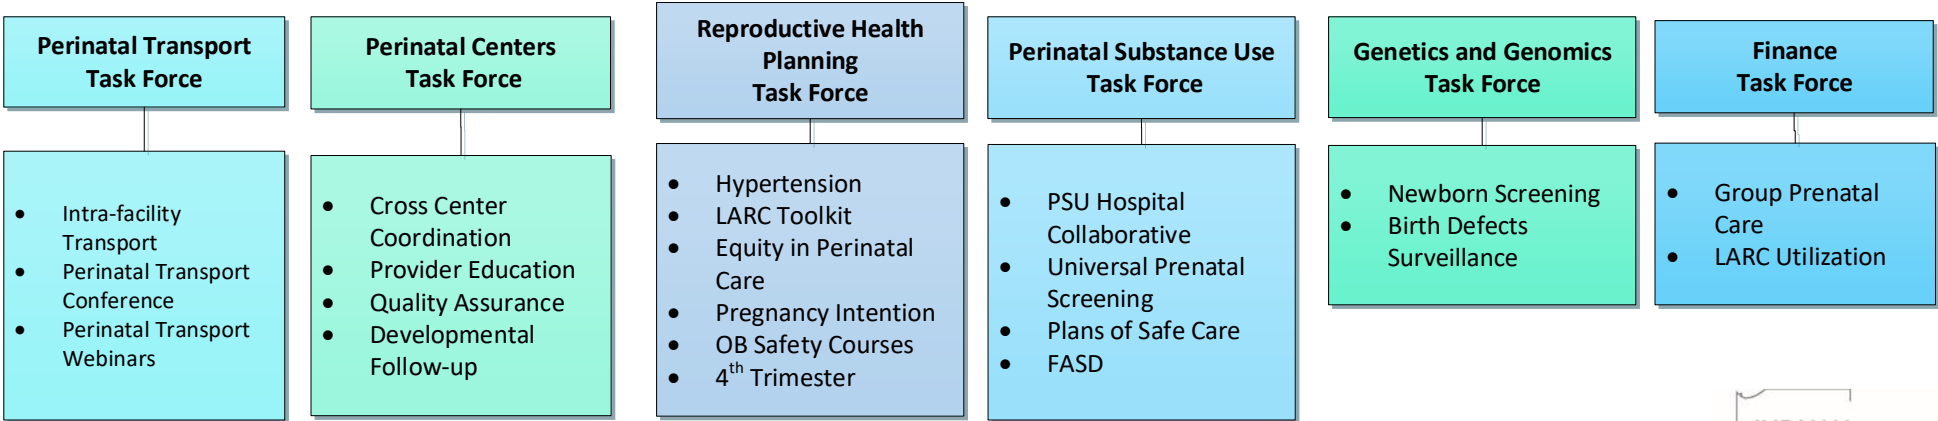 Perinatal Transport
Task Force
• Intra-facility
Transport
• Perinatal Transport
Conference
• Perinatal Transport
Webinars
Perinatal Centers
Task Force
• Cross Center
Coordination
• Provider Education
• Quality Assurance
• Developmental
Follow-up
Reproductive Health
Planning
Task Force
• Hypertension
• LARC Toolkit
• Equity in Perinatal
Care
• Pregnancy Intention
• OB Safety Courses
• 4th Trimester
Perinatal Substance Use
Task Force
• PSU Hospital
Collaborative
• Universal Prenatal
Screening
• Plans of Safe Care
• FASD
Genetics and Genomics
Task Force
• Newborn Screening
• Birth Defects
Surveillance
Finance
Task Force
• Group Prenatal
Care
• LARC Utilization